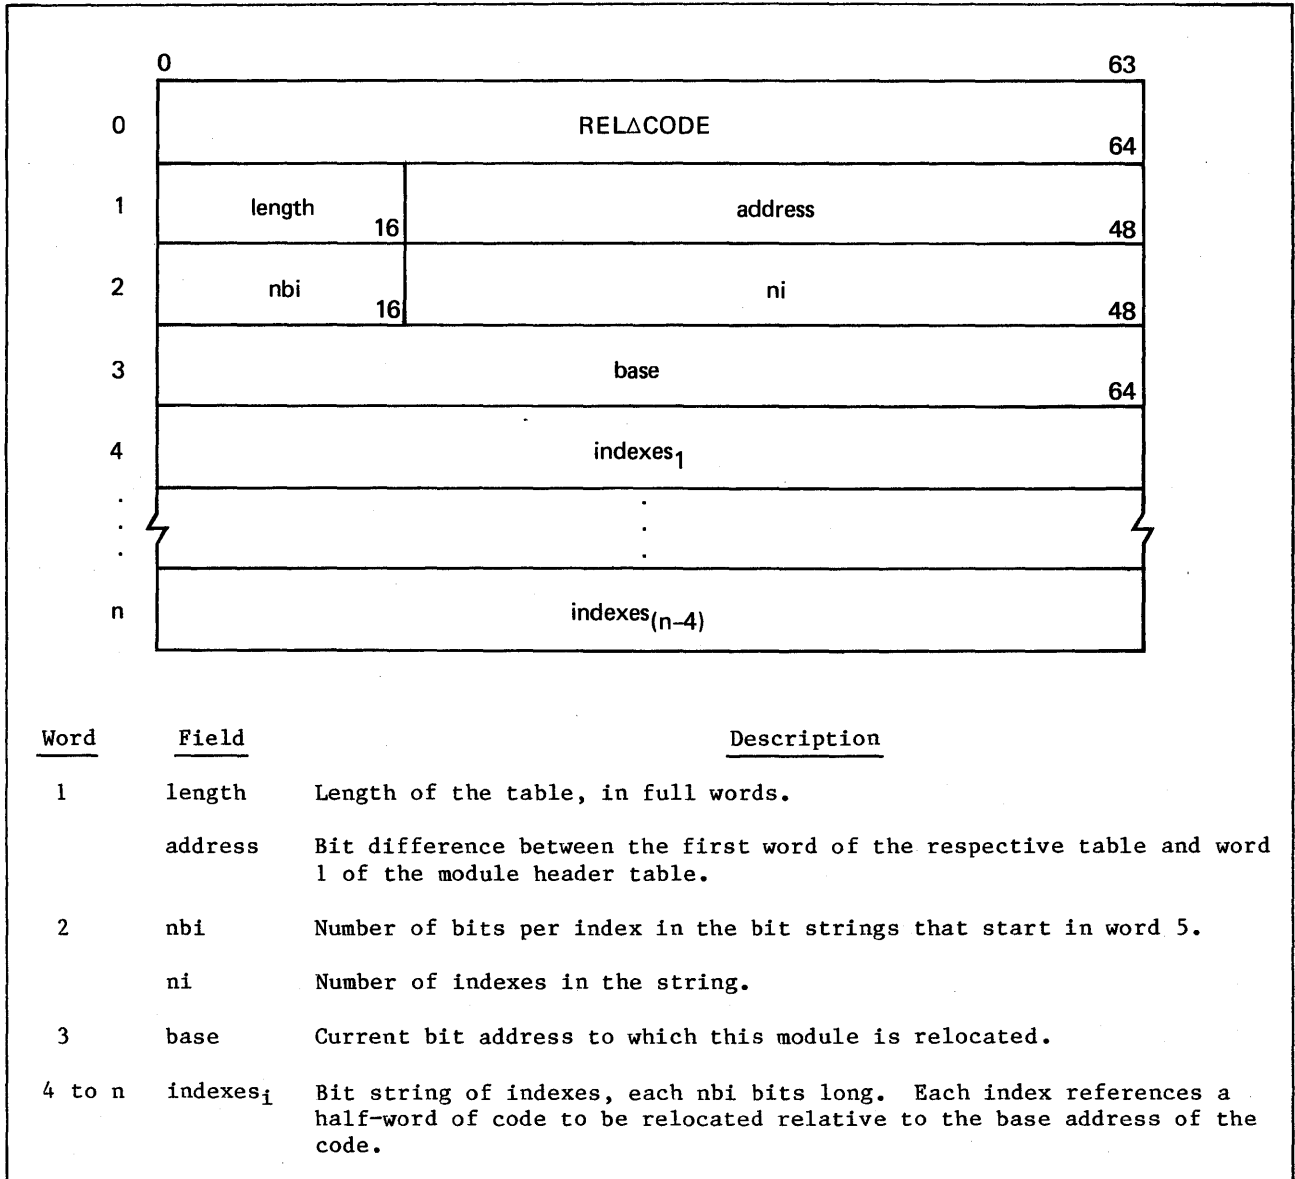 0 63
0 REL∆CODE 64
1 length 16 address 48
2 nbi 16 ni 48
3 base 64
4 indexes1
.
.
.
n indexes(n–4)
Word Field Description
1 length Length of the table, in full words.
address Bit difference between the first word of the respective table and word
1 of the module header table.
2 nbi Number of bits per index in the bit strings that start in word 5.
ni Number of indexes in the string.
3 base Current bit address to which this module is relocated.
4 to n indexesi Bit string of indexes, each nbi bits long. Each index references a
half-word of code to be relocated relative to the base address of the
code.